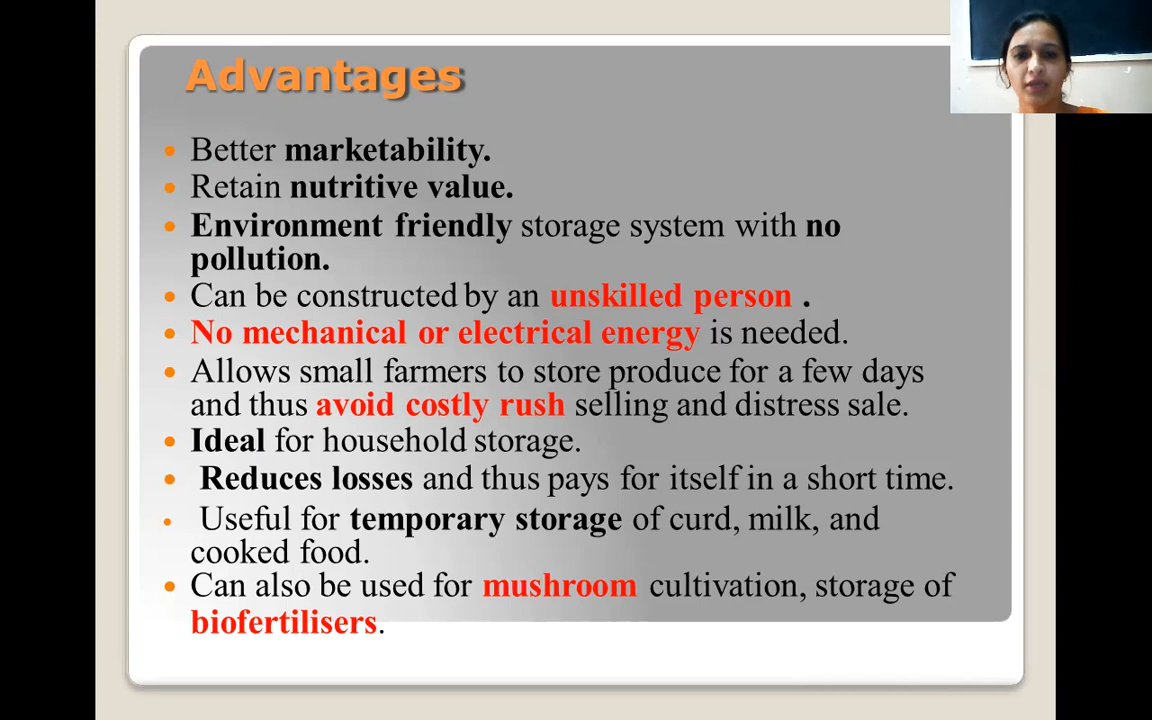 Advantages
Better marketability.
Retain nutritive value.
Environment friendly storage system with no
pollution.
Can be constructed by an unskilled person .
No mechanical or electrical energy is needed.
Allows small farmers to store produce for a few days
and thus avoid costly rush selling and distress sale.
Ideal for household storage.
Reduces losses and thus pays for itself in a short time.
Useful for temporary storage of curd, milk, and
cooked food.
Can also be used for mushroom cultivation, storage of
biofertilisers.